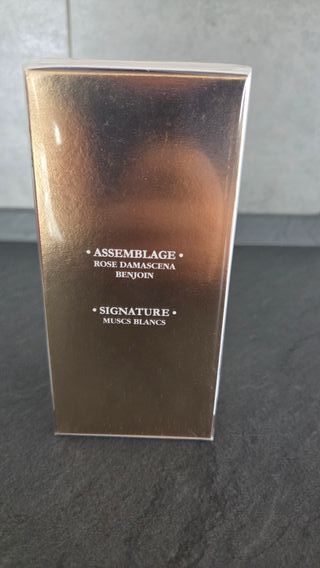 • ASSEMBLAGE •
ROSE DAMASCENA
BENJOIN
• SIGNATURE •
MUSCS BLANCS